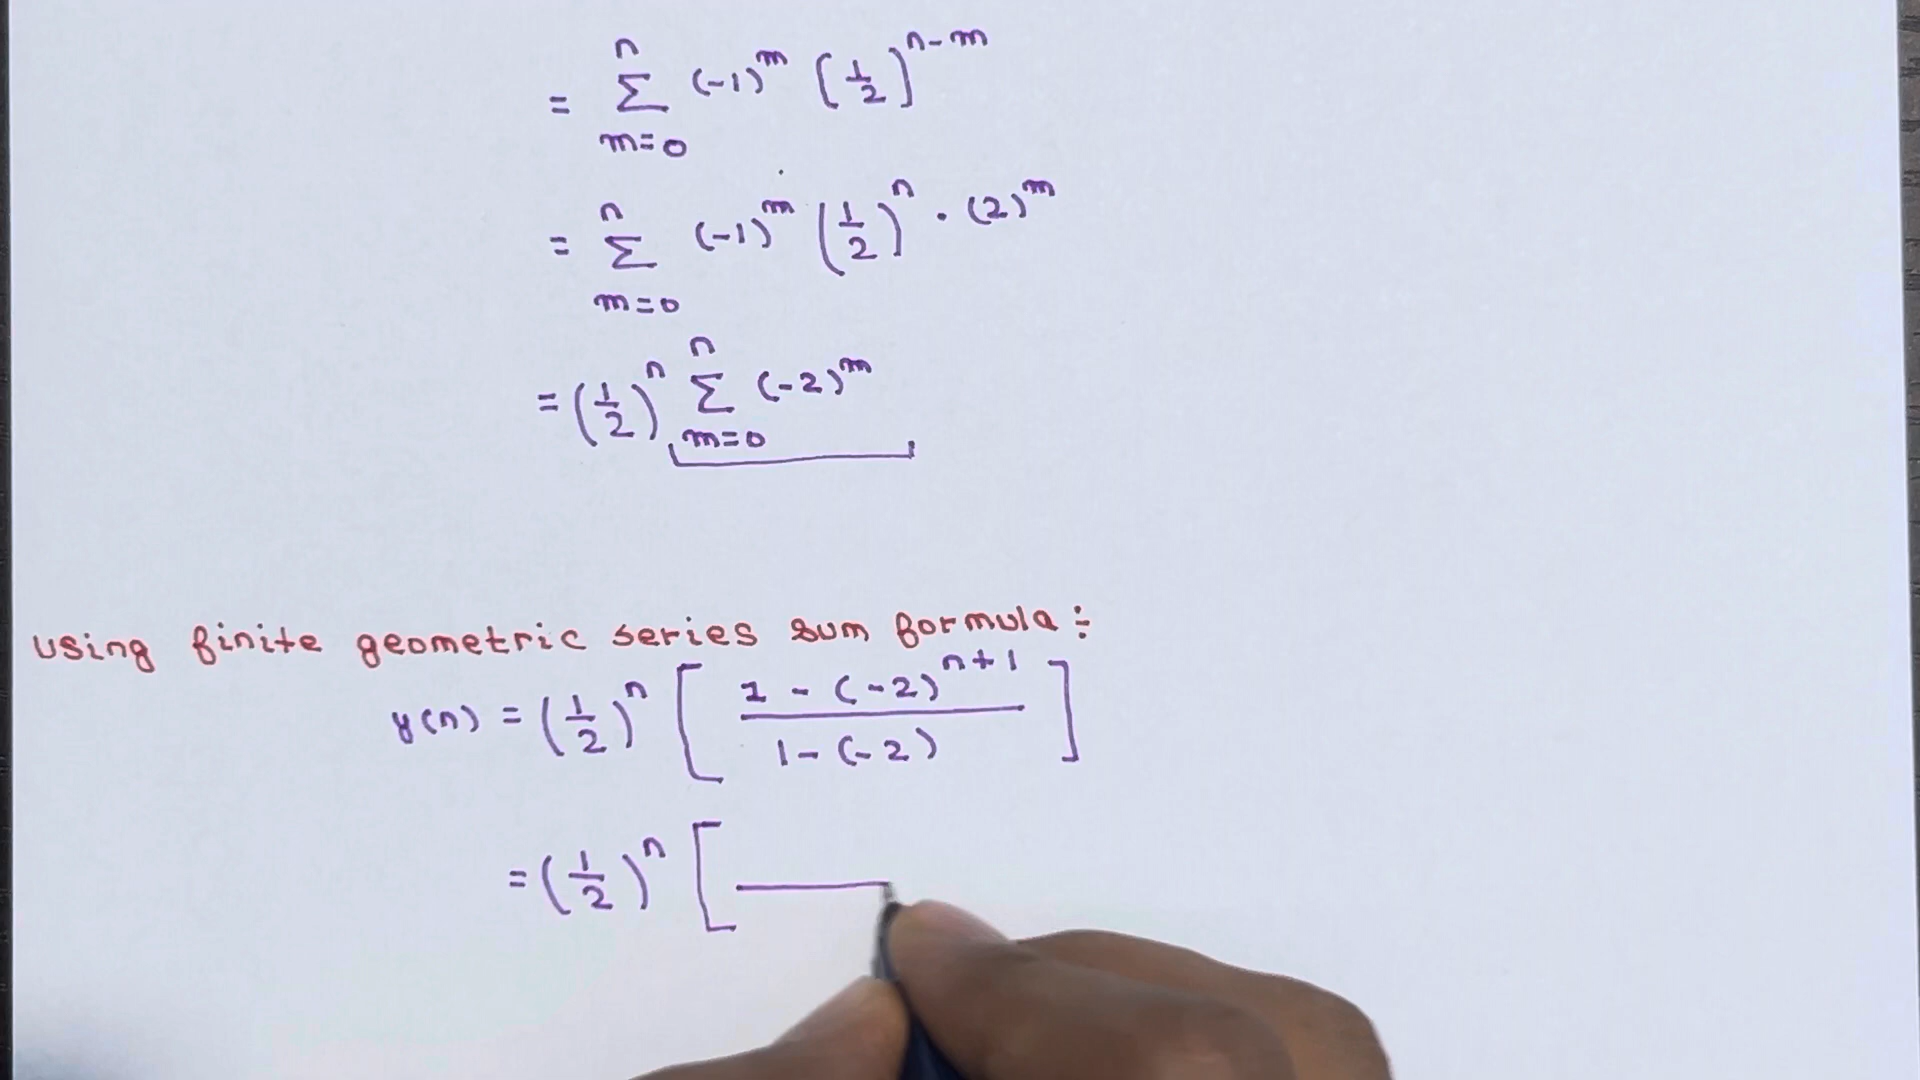 = Σ_{m=0}^{n} (-1)^m (1/2)^{n-m}
= Σ_{m=0}^{n} (-1)^m (1/2)^n · (2)^m
= (1/2)^n Σ_{m=0}^{n} (-2)^m
Using finite geometric series sum formula :
y(n) = (1/2)^n [ (1 - (-2)^{n+1}) / (1 - (-2)) ]
= (1/2)^n [